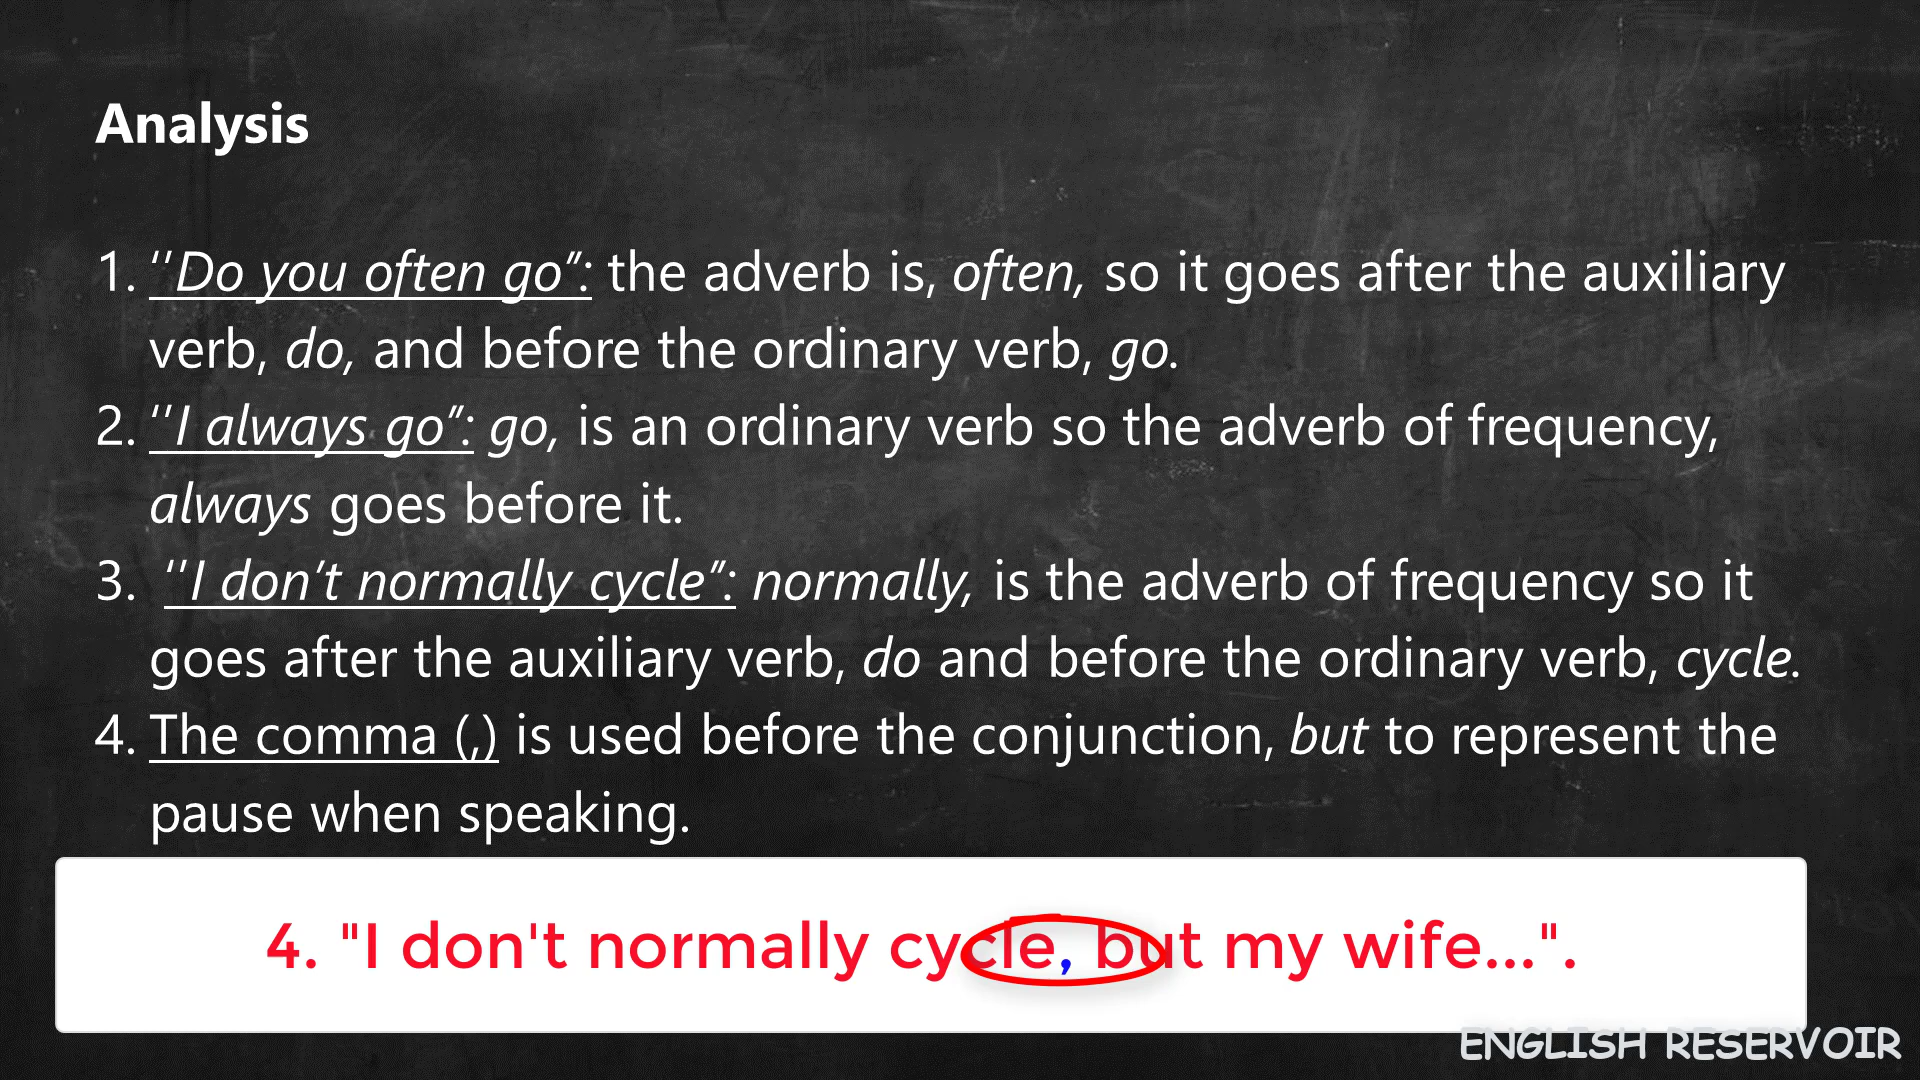 Analysis
1. ‘‘Do you often go”: the adverb is, often, so it goes after the auxiliary
verb, do, and before the ordinary verb, go.
2. ‘‘I always go”: go, is an ordinary verb so the adverb of frequency,
always goes before it.
3. ‘‘I don’t normally cycle”: normally, is the adverb of frequency so it
goes after the auxiliary verb, do and before the ordinary verb, cycle.
4. The comma (,) is used before the conjunction, but to represent the
pause when speaking.
4. "I don't normally cycle, but my wife...".
ENGLISH RESERVOIR